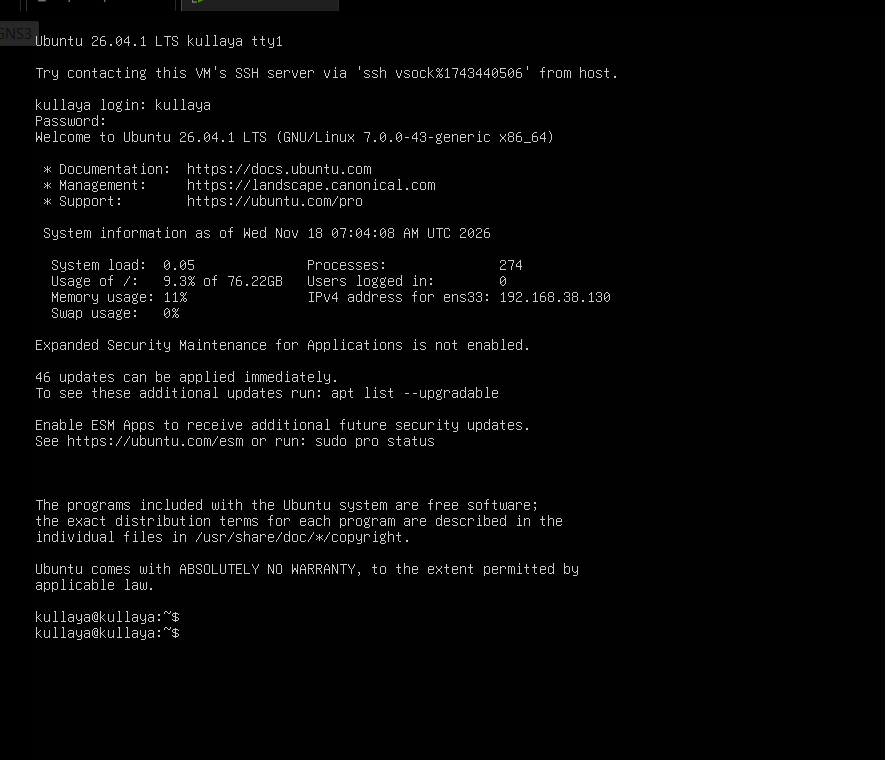 GNS3
Ubuntu 26.04.1 LTS kullaya tty1
Try contacting this VM's SSH server via 'ssh vsock%1743440506' from host.
kullaya login: kullaya
Password:
Welcome to Ubuntu 26.04.1 LTS (GNU/Linux 7.0.0-43-generic x86_64)
* Documentation:  https://docs.ubuntu.com
* Management:     https://landscape.canonical.com
* Support:        https://ubuntu.com/pro
System information as of Wed Nov 18 07:04:08 AM UTC 2026
System load:  0.05              Processes:              274
Usage of /:   9.3% of 76.22GB   Users logged in:        0
Memory usage: 11%               IPv4 address for ens33: 192.168.38.130
Swap usage:   0%
Expanded Security Maintenance for Applications is not enabled.
46 updates can be applied immediately.
To see these additional updates run: apt list --upgradable
Enable ESM Apps to receive additional future security updates.
See https://ubuntu.com/esm or run: sudo pro status
The programs included with the Ubuntu system are free software;
the exact distribution terms for each program are described in the
individual files in /usr/share/doc/*/copyright.
Ubuntu comes with ABSOLUTELY NO WARRANTY, to the extent permitted by
applicable law.
kullaya@kullaya:~$
kullaya@kullaya:~$